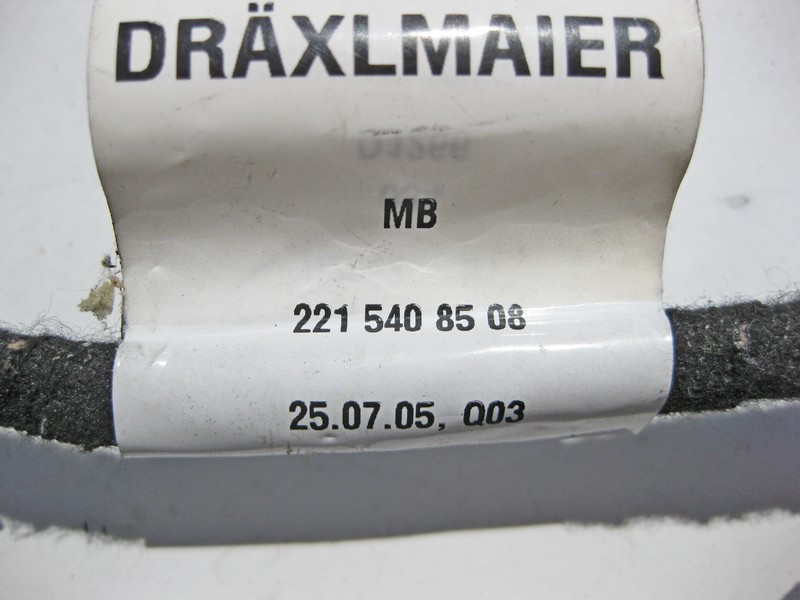 DRÄXLMAIER
MB
221 540 85 08
25.07.05, Q03